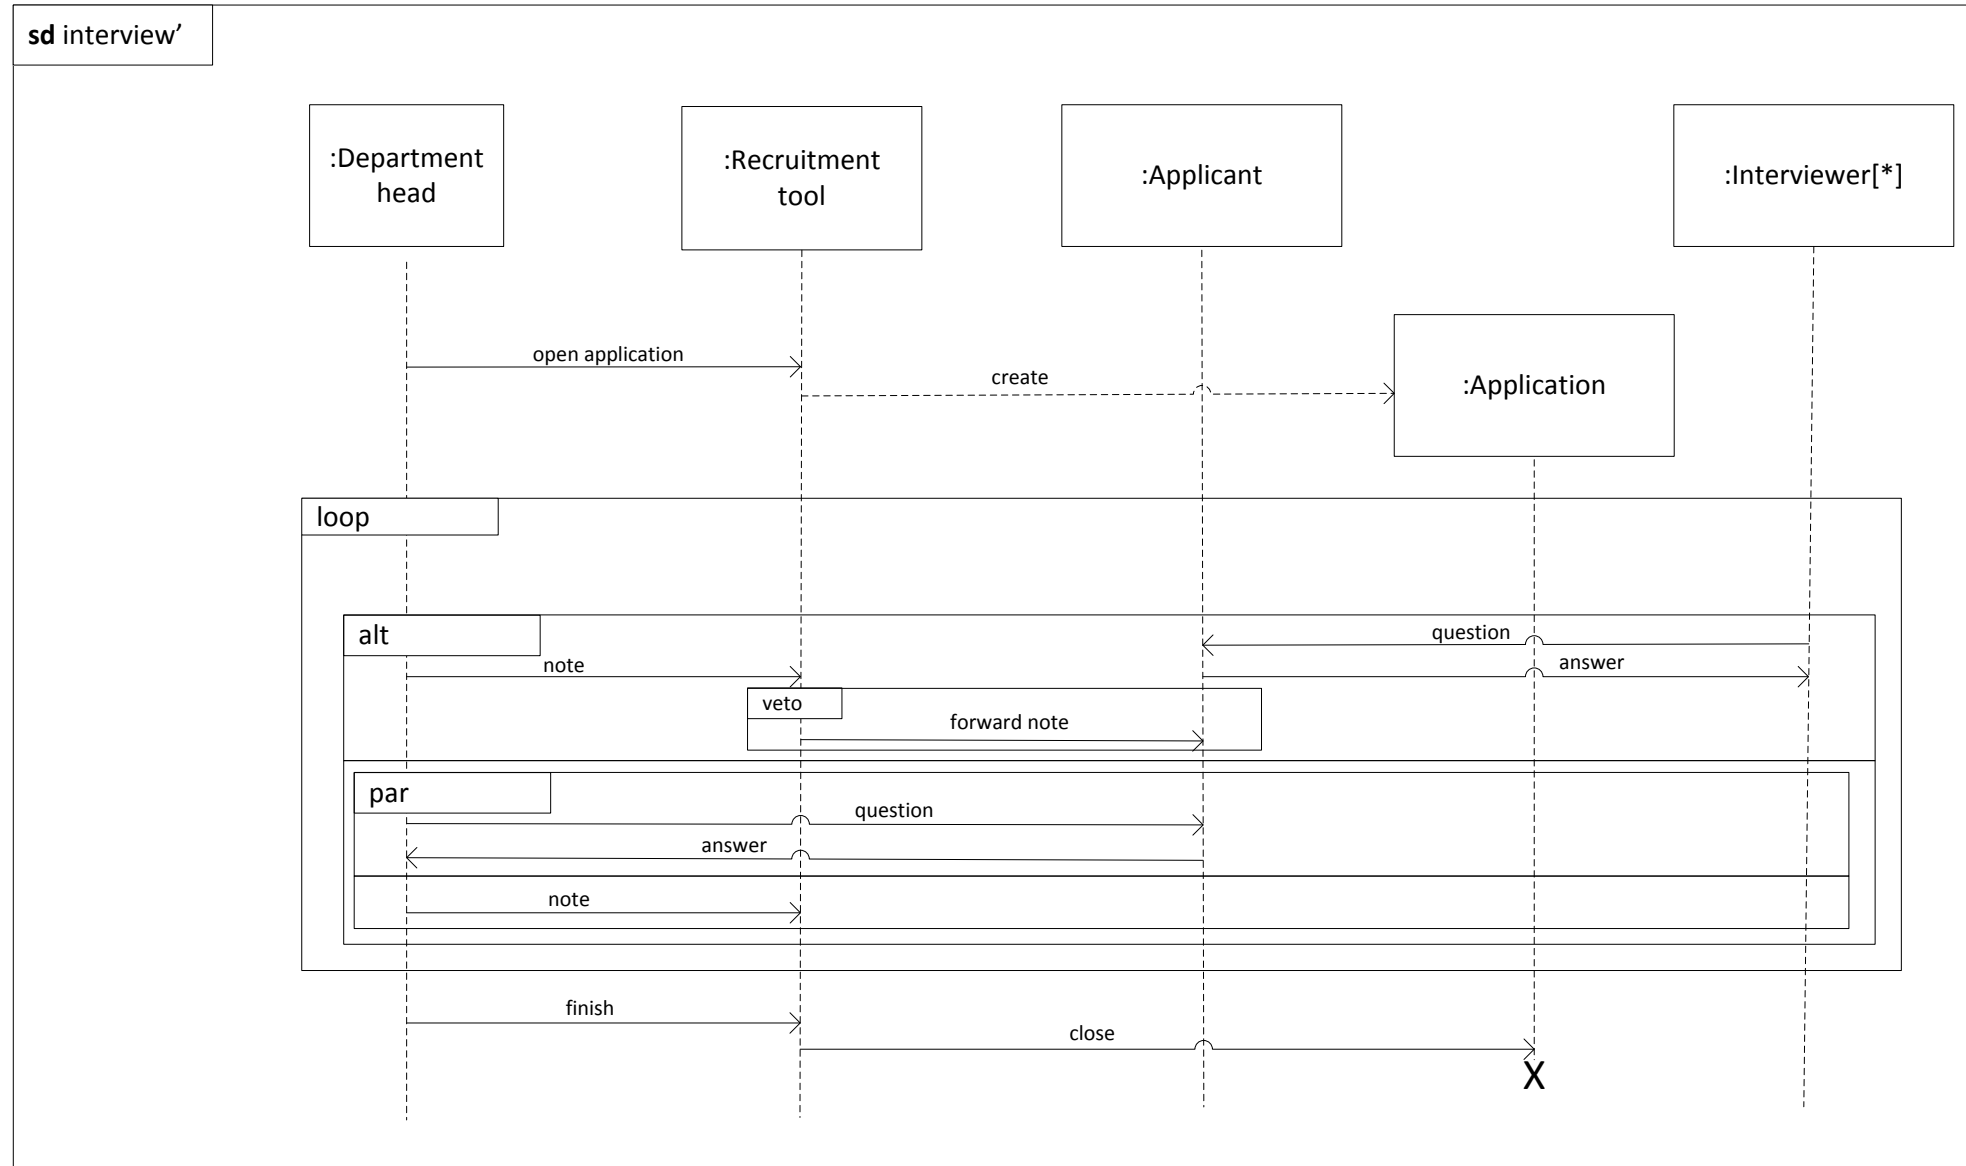 sd interview’
:Department
head
:Recruitment
tool
:Applicant
:Interviewer[*]
open application
create
:Application
loop
alt
question
note
answer
veto
forward note
par
question
answer
note
finish
close
X